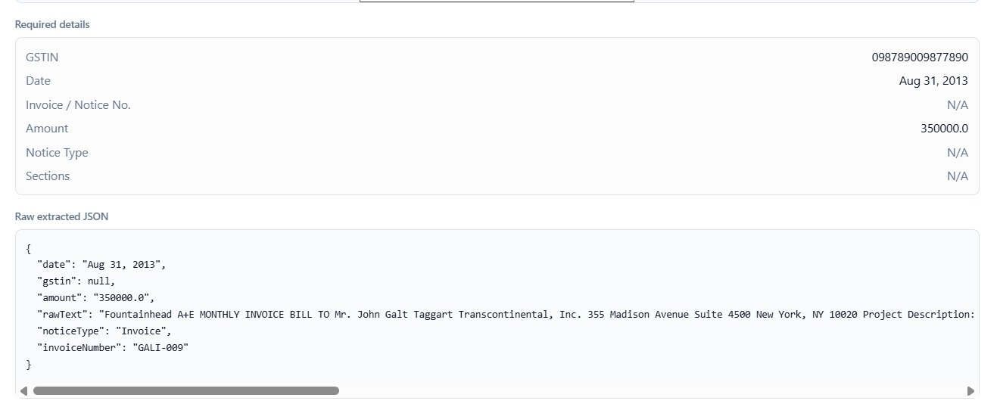 Required details
GSTIN 098789009877890
Date Aug 31, 2013
Invoice / Notice No. N/A
Amount 350000.0
Notice Type N/A
Sections N/A
Raw extracted JSON
{
"date": "Aug 31, 2013",
"gstin": null,
"amount": "350000.0",
"rawText": "Fountainhead A+E MONTHLY INVOICE BILL TO Mr. John Galt Taggart Transcontinental, Inc. 355 Madison Avenue Suite 4500 New York, NY 10020 Project Description:
"noticeType": "Invoice",
"invoiceNumber": "GALI-009"
}